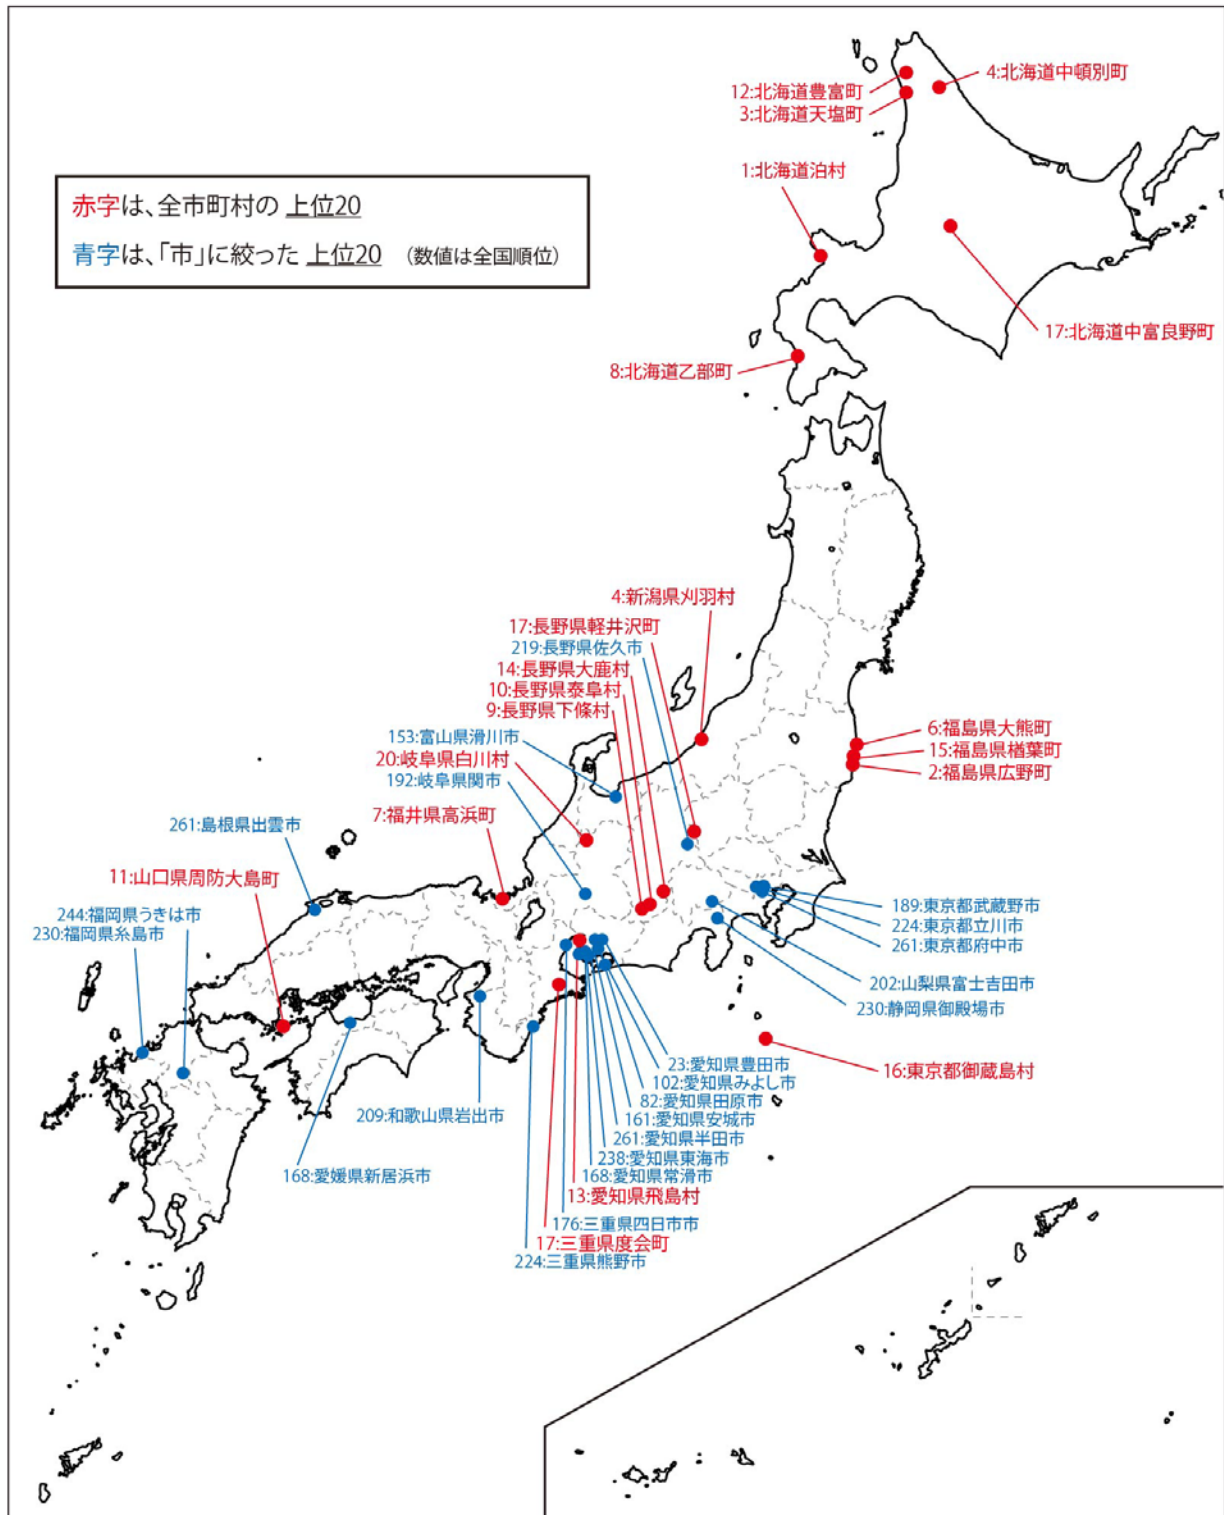 4:北海道中頓別町
12:北海道豊富町
3:北海道天塩町
1:北海道泊村
赤字は、全市町村の 上位20
青字は、「市」に絞った 上位20 (数値は全国順位)
17:北海道中富良野町
8:北海道乙部町
4:新潟県刈羽村
17:長野県軽井沢町
219:長野県佐久市
14:長野県大鹿村
10:長野県泰阜村
9:長野県下條村
153:富山県滑川市
20:岐阜県白川村
192:岐阜県関市
7:福井県高浜町
6:福島県大熊町
15:福島県楢葉町
2:福島県広野町
261:島根県出雲市
11:山口県周防大島町
244:福岡県うきは市
230:福岡県糸島市
189:東京都武蔵野市
224:東京都立川市
261:東京都府中市
202:山梨県富士吉田市
230:静岡県御殿場市
16:東京都御蔵島村
23:愛知県豊田市
102:愛知県みよし市
82:愛知県田原市
161:愛知県安城市
261:愛知県半田市
238:愛知県東海市
168:愛知県常滑市
13:愛知県飛島村
209:和歌山県岩出市
168:愛媛県新居浜市
176:三重県四日市市
17:三重県度会町
224:三重県熊野市